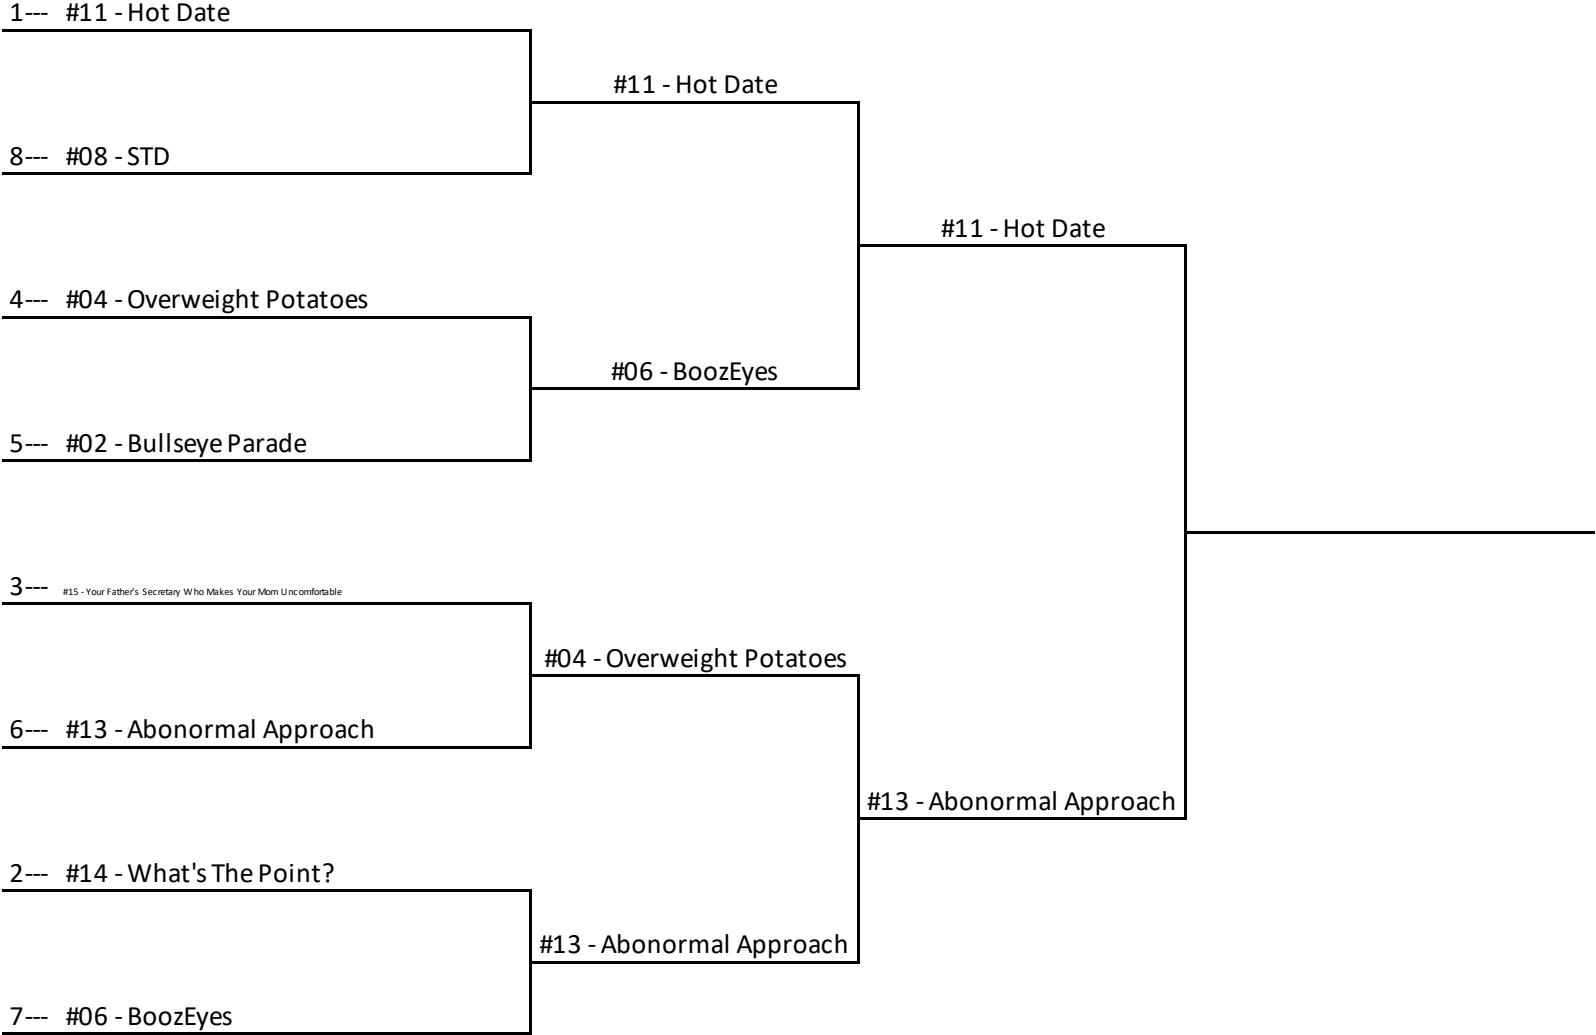 1--- #11 - Hot Date
#11 - Hot Date
8--- #08 - STD
#11 - Hot Date
4--- #04 - Overweight Potatoes
#06 - BoozEyes
5--- #02 - Bullseye Parade
3--- #15 - Your Father's Secretary Who Makes Your Mom Uncomfortable
#04 - Overweight Potatoes
6--- #13 - Abonormal Approach
#13 - Abonormal Approach
2--- #14 - What's The Point?
#13 - Abonormal Approach
7--- #06 - BoozEyes